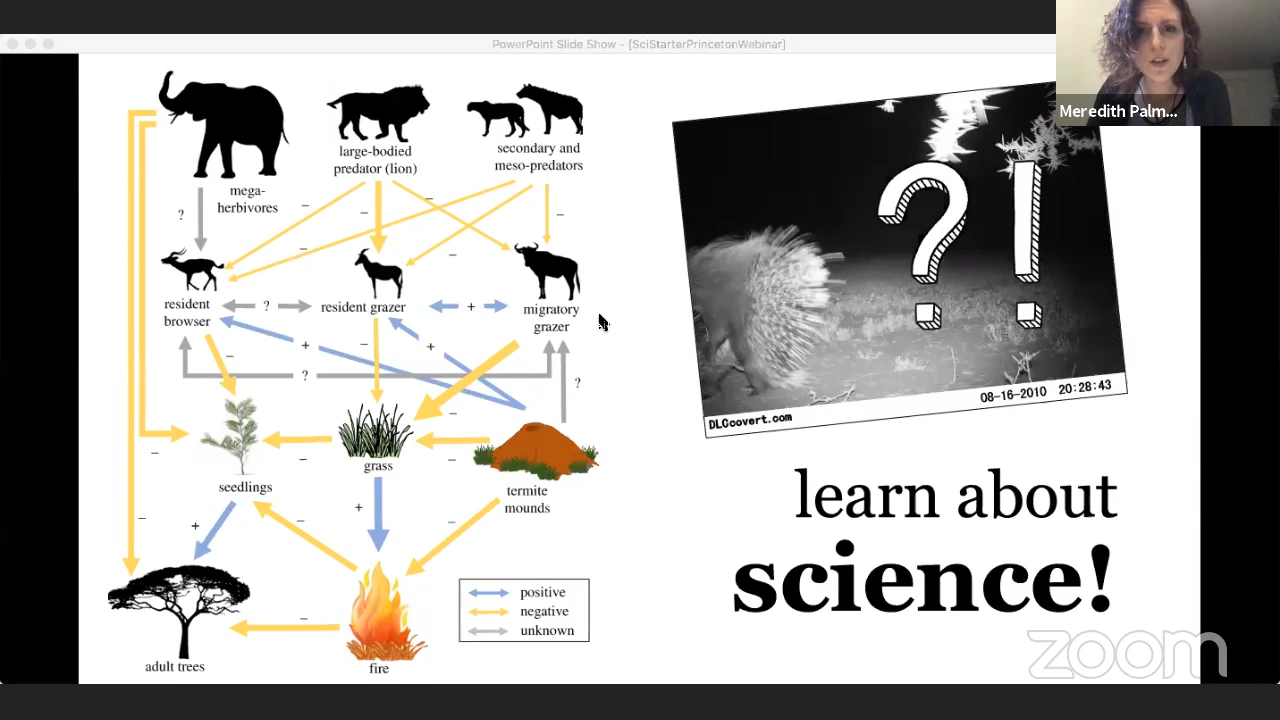 PowerPoint Slide Show - [SciStarterPrincetonWebinar]
Meredith Palm...
mega-
herbivores
large-bodied
predator (lion)
secondary and
meso-predators
?
–
–
–
–
–
–
resident
browser
?
resident grazer
+
migratory
grazer
–
+
–
+
?
?
–
–
–
–
seedlings
grass
termite
mounds
–
+
+
–
–
–
adult trees
fire
positive
negative
unknown
?!
DLCcovert.com
08-16-2010 20:28:43
learn about
science!
zoom